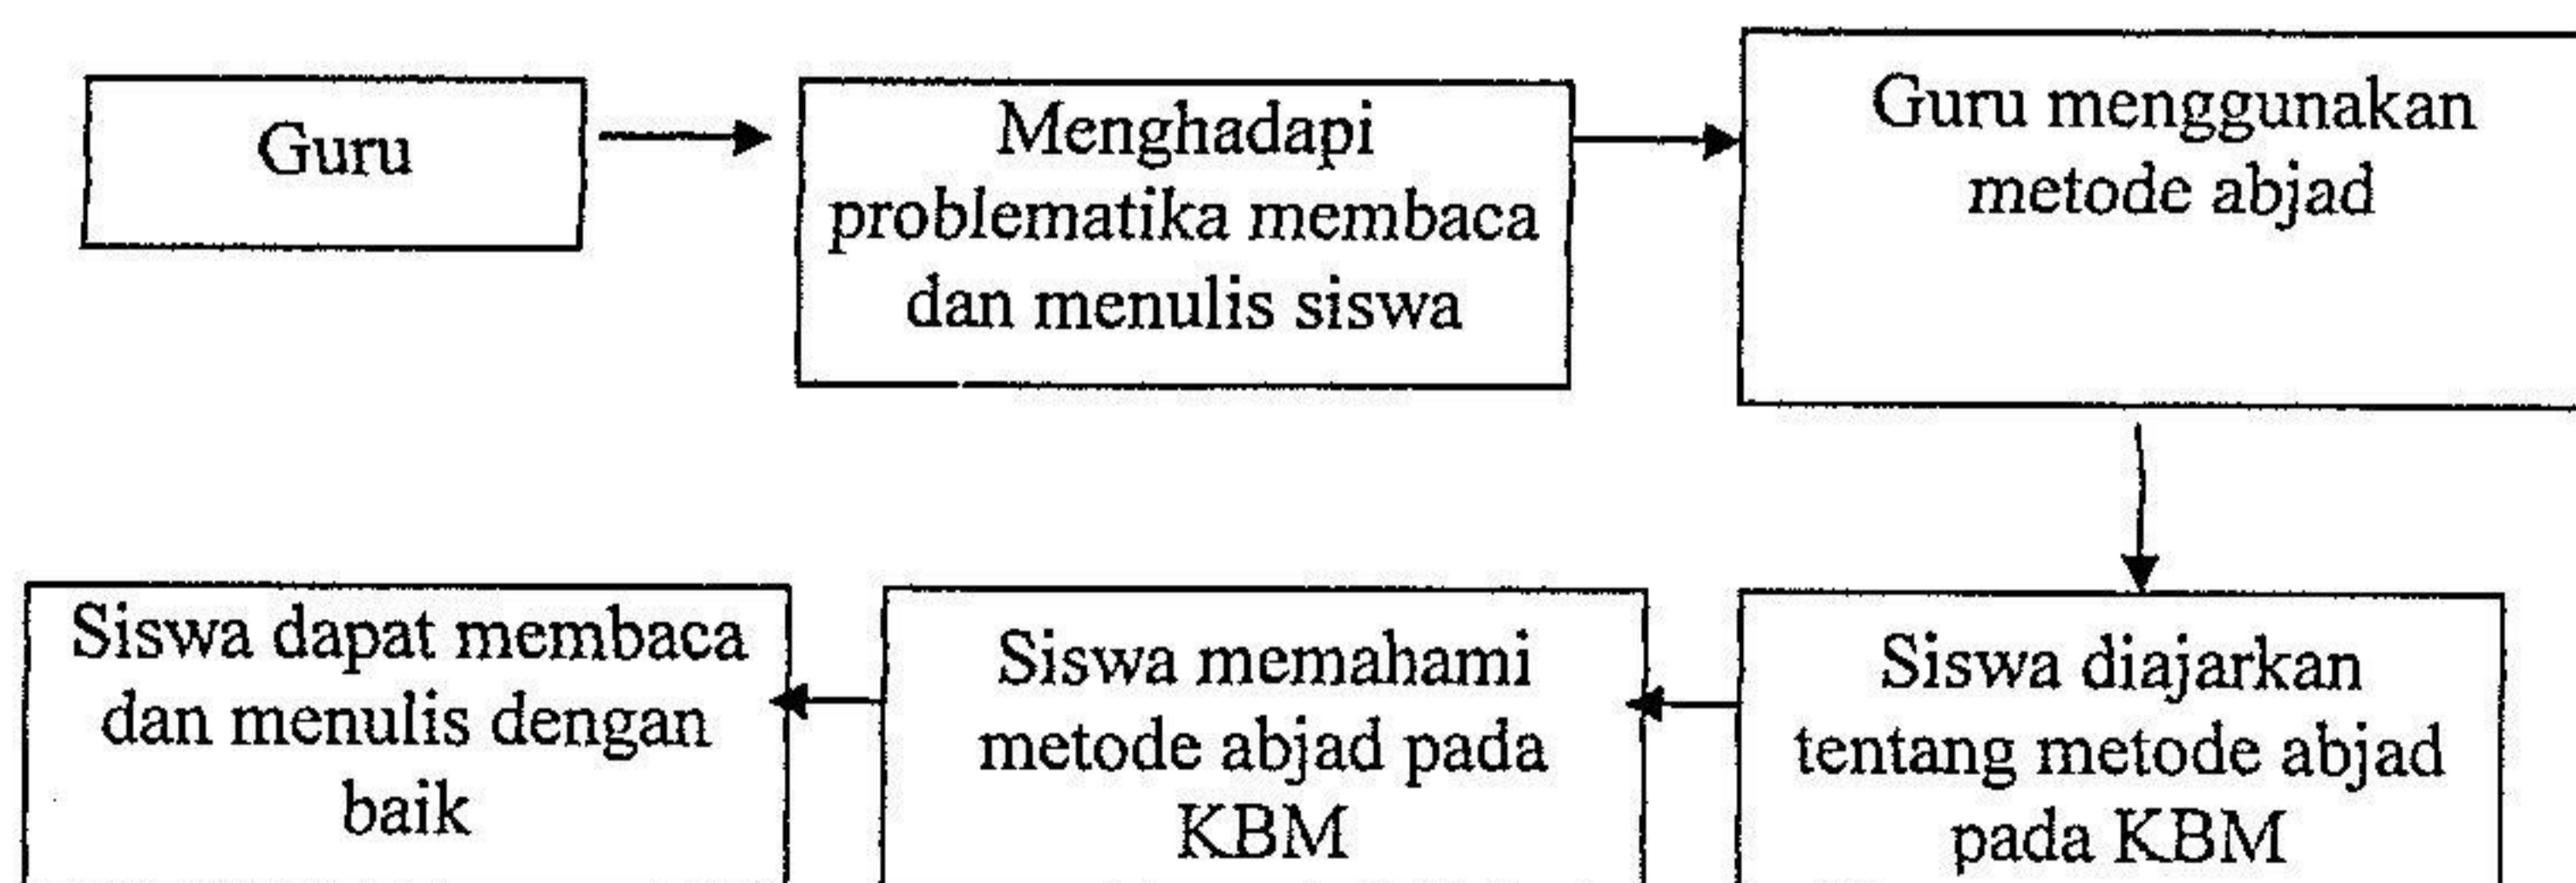 Guru
Menghadapi
problematika membaca
dan menulis siswa
Guru menggunakan
metode abjad
Siswa dapat membaca
dan menulis dengan
baik
Siswa memahami
metode abjad pada
KBM
Siswa diajarkan
tentang metode abjad
pada KBM